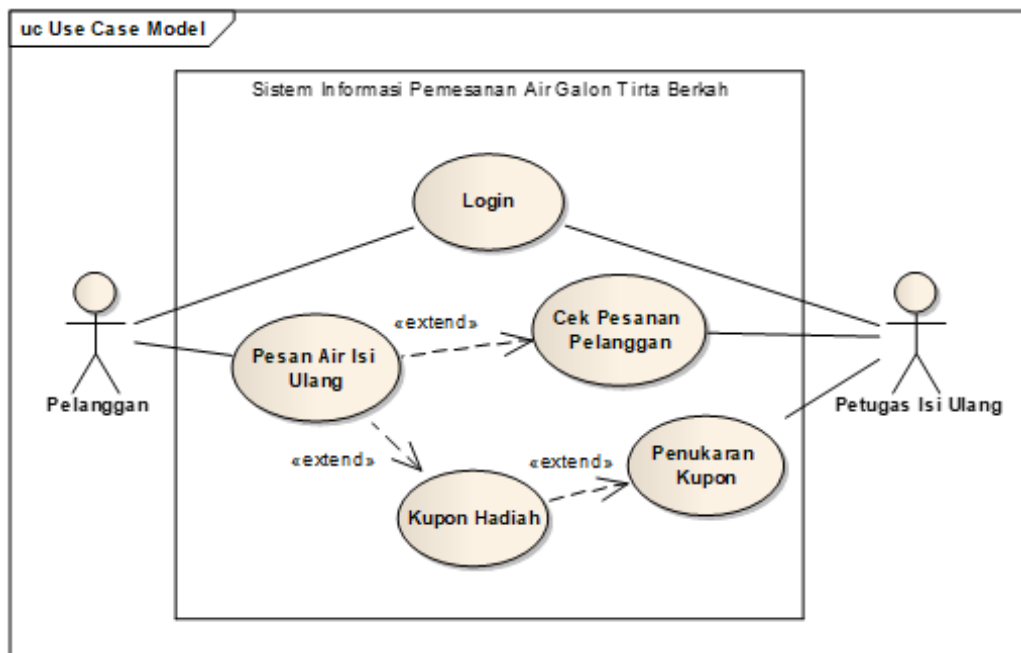 uc Use Case Model
Sistem Informasi Pemesanan Air Galon Tirta Berkah
Login
Cek Pesanan
Pelanggan
«extend»
Pesan Air Isi
Ulang
Pelanggan
Petugas Isi Ulang
«extend»
«extend»
Penukaran
Kupon
Kupon Hadiah